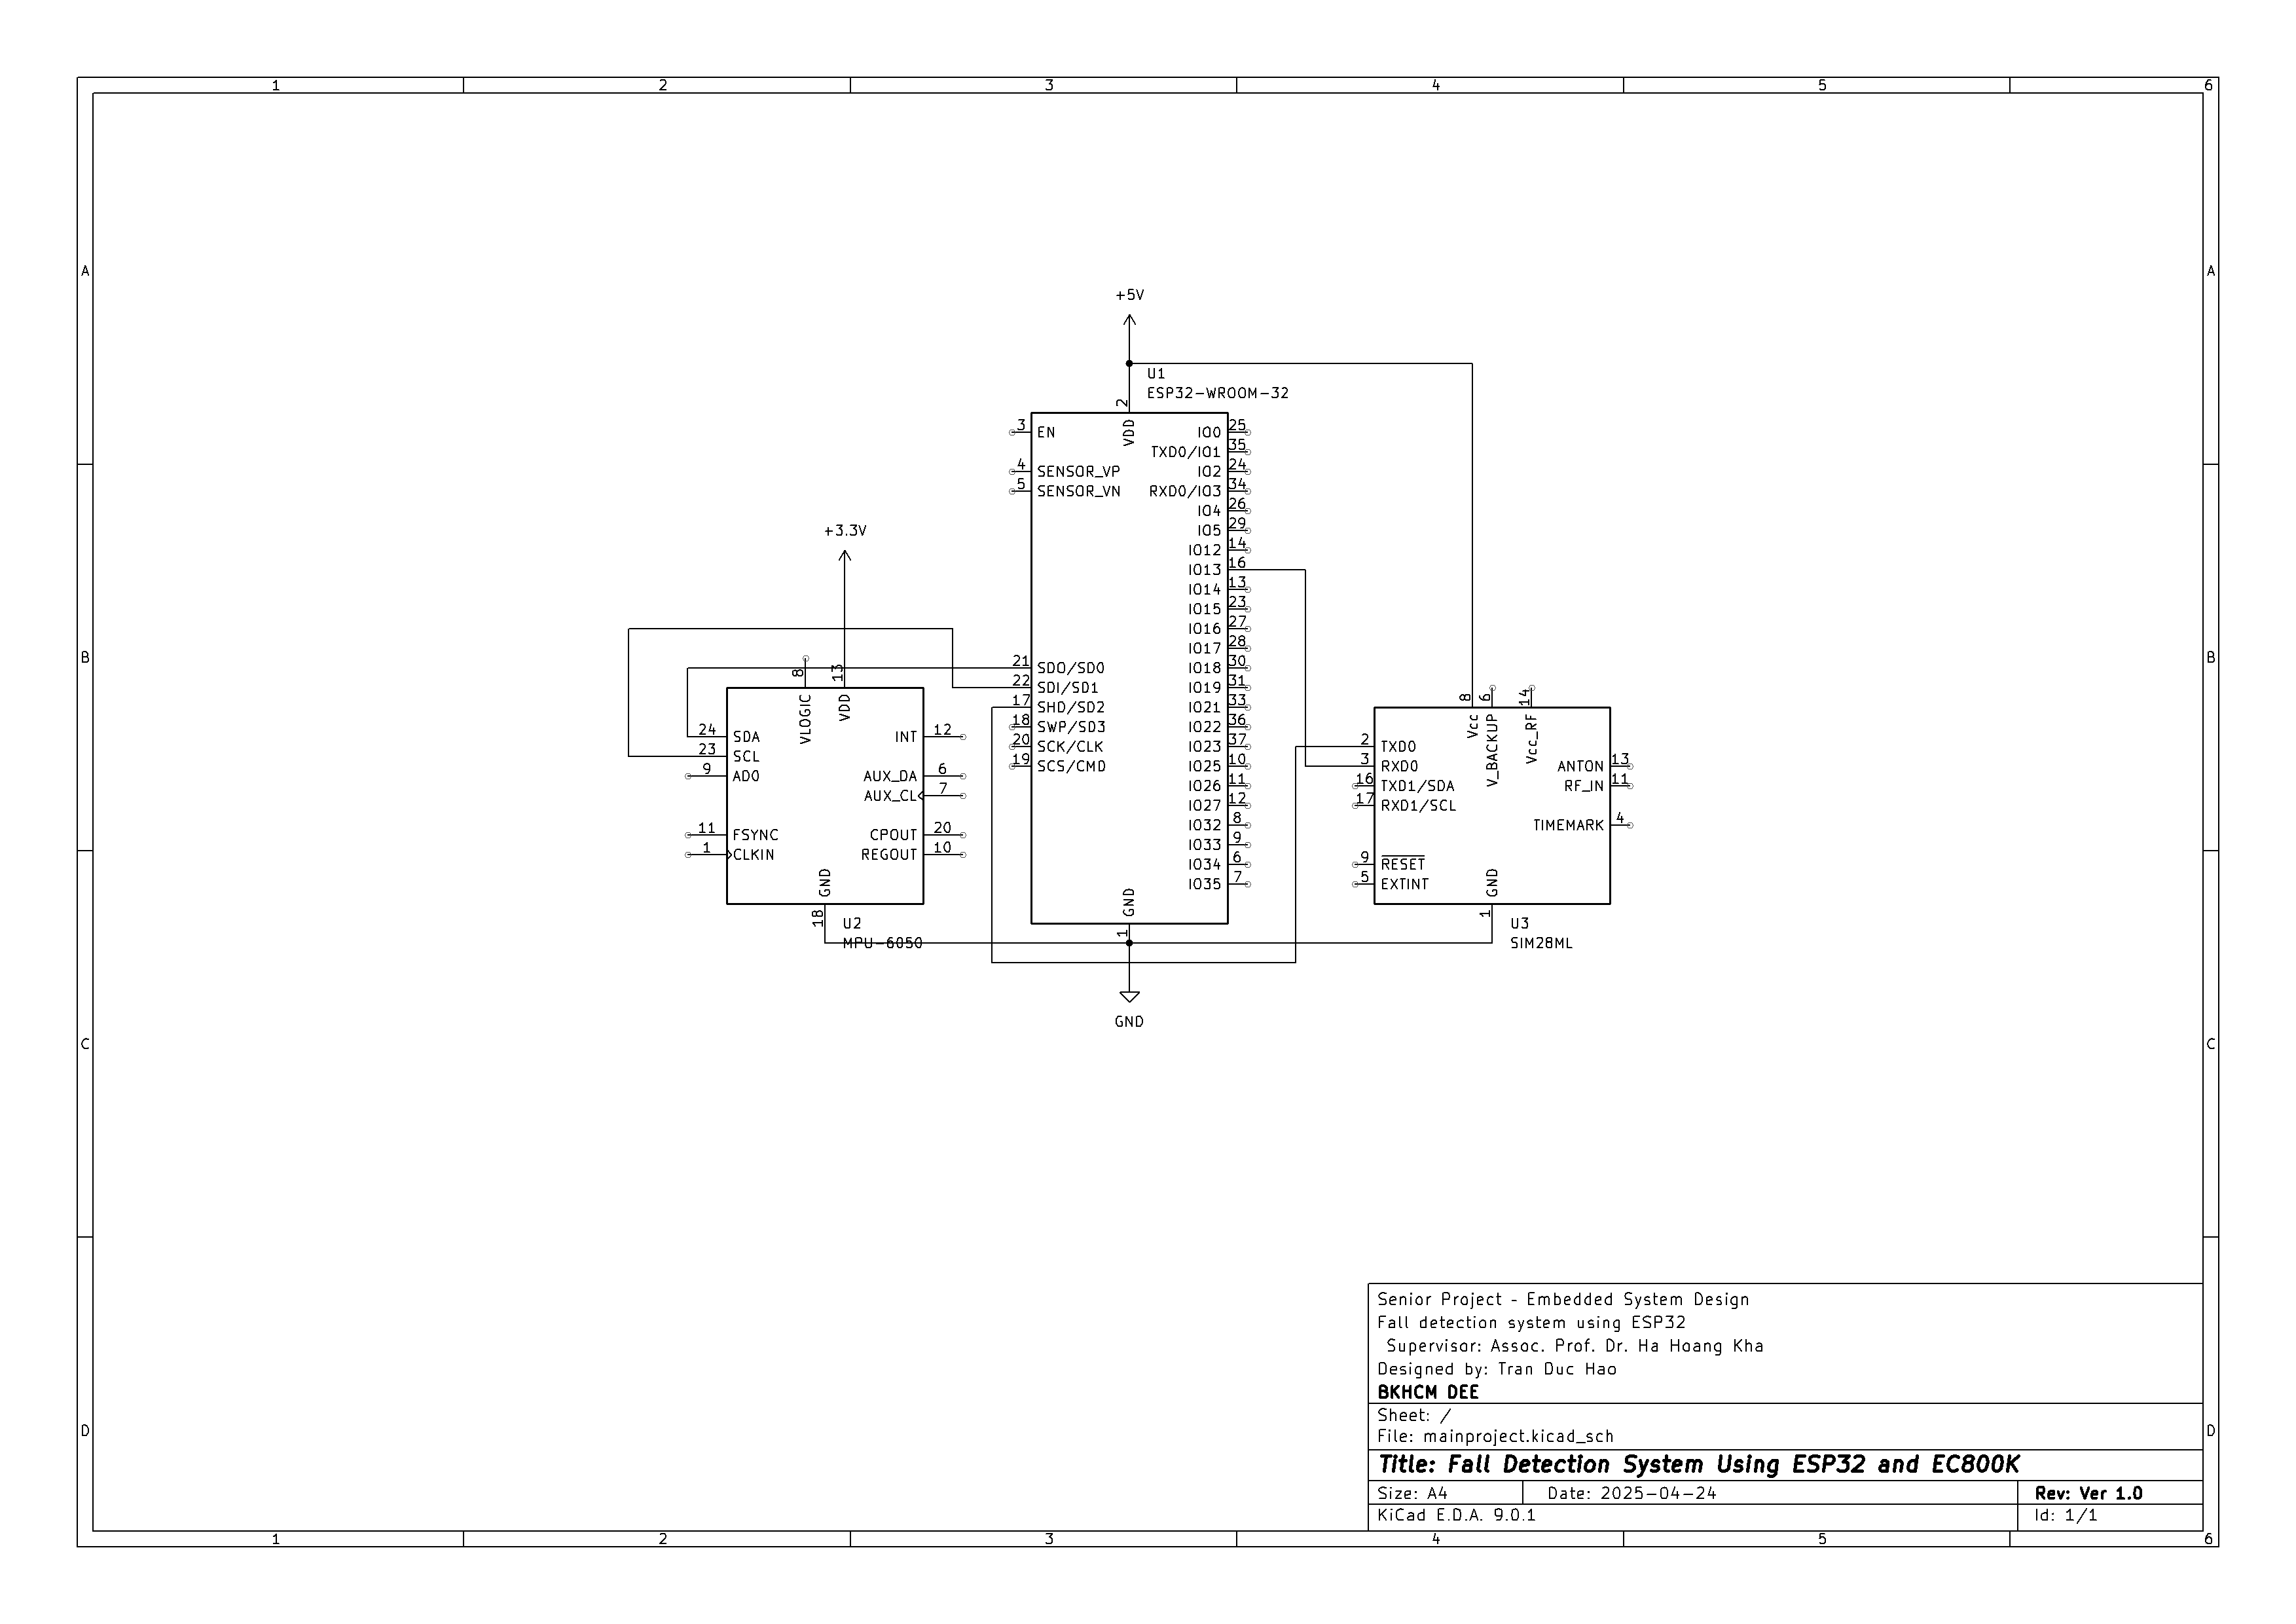 1 2 3 4 5 6
A A
+5V
U1
ESP32-WROOM-32
2
VDD
3 EN
4 SENSOR_VP
5 SENSOR_VN
21 SDO/SD0
22 SDI/SD1
17 SHD/SD2
18 SWP/SD3
20 SCK/CLK
19 SCS/CMD
IO0 25
TXD0/IO1 35
IO2 24
RXD0/IO3 34
IO4 26
IO5 29
IO12 14
IO13 16
IO14 13
IO15 23
IO16 27
IO17 28
IO18 30
IO19 31
IO21 33
IO22 36
IO23 37
IO25 10
IO26 11
IO27 12
IO32 8
IO33 9
IO34 6
IO35 7
GND
1
GND
+3.3V
8
VLOGIC
13
VDD
24 SDA
23 SCL
9 AD0
11 FSYNC
1 CLKIN
INT 12
AUX_DA 6
AUX_CL 7
CPOUT 20
REGOUT 10
GND
18
U2
MPU-6050
8
Vcc
6
V_BACKUP
14
Vcc_RF
2 TXD0
3 RXD0
16 TXD1/SDA
17 RXD1/SCL
9 RESET
5 EXTINT
ANTON 13
RF_IN 11
TIMEMARK 4
GND
1
U3
SIM28ML
B B
C C
D D
Senior Project - Embedded System Design
Fall detection system using ESP32
Supervisor: Assoc. Prof. Dr. Ha Hoang Kha
Designed by: Tran Duc Hao
BKHCM DEE
Sheet: /
File: mainproject.kicad_sch
Title: Fall Detection System Using ESP32 and EC800K
Size: A4 Date: 2025-04-24 Rev: Ver 1.0
KiCad E.D.A. 9.0.1 Id: 1/1
1 2 3 4 5 6